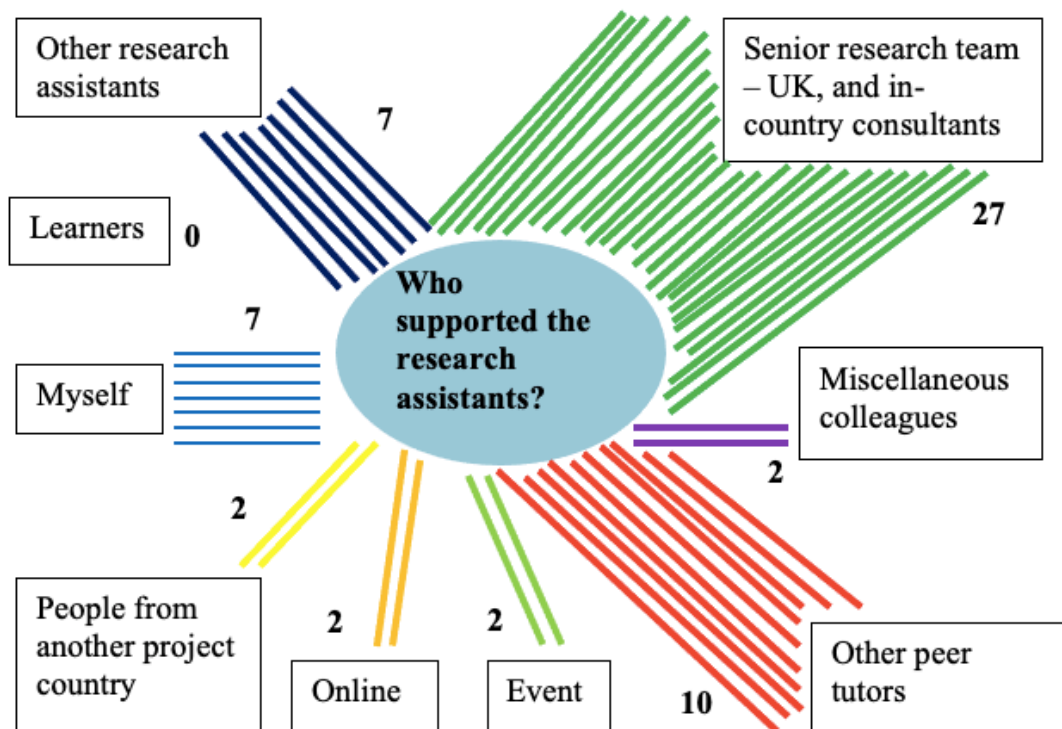 Other research
assistants
7
Senior research team
– UK, and in-
country consultants
27
Learners
0
Who
supported the
research
assistants?
7
Myself
Miscellaneous
colleagues
2
2
People from
another project
country
2
Online
2
Event
10
Other peer
tutors